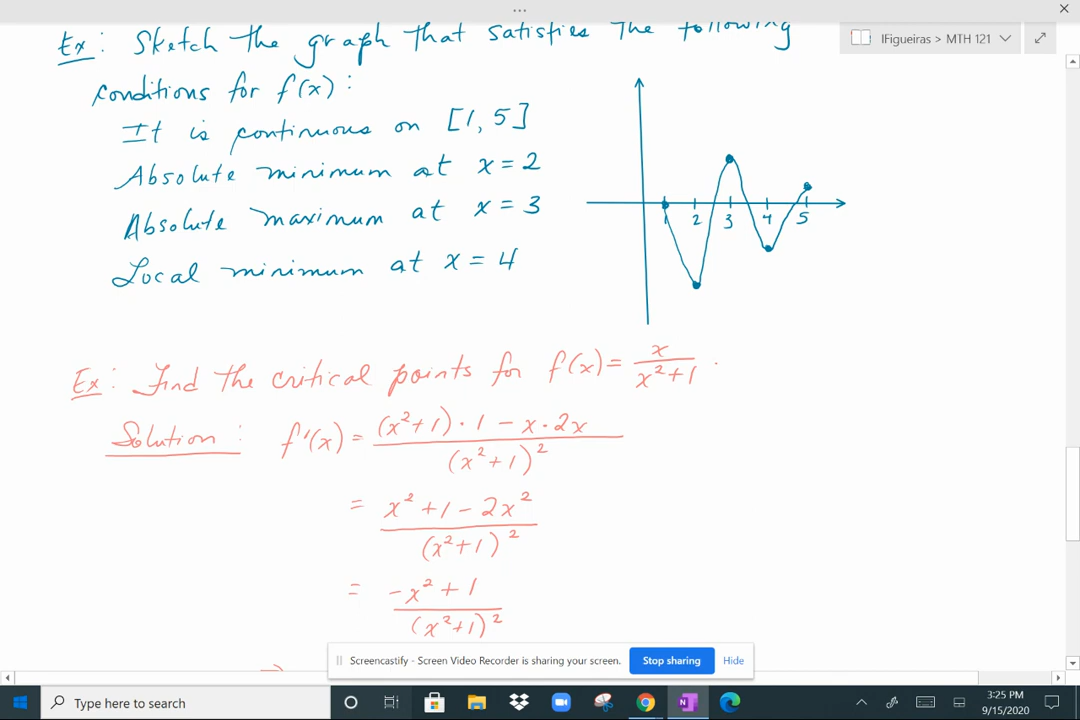 ...
×
Ex: Sketch the graph that satisfies the following
IFigueiras > MTH 121
conditions for f(x):
It is continuous on [1, 5]
Absolute minimum at x = 2
Absolute maximum at x = 3
Local minimum at x = 4
1 2 3 4 5
Ex: Find the critical points for f(x) = x / x² + 1 .
Solution: f'(x) = (x² + 1) · 1 − x · 2x / (x² + 1)²
= x² + 1 − 2x² / (x² + 1)²
= −x² + 1 / (x² + 1)²
Screencastify - Screen Video Recorder is sharing your screen. Stop sharing Hide
Type here to search
3:25 PM
9/15/2020